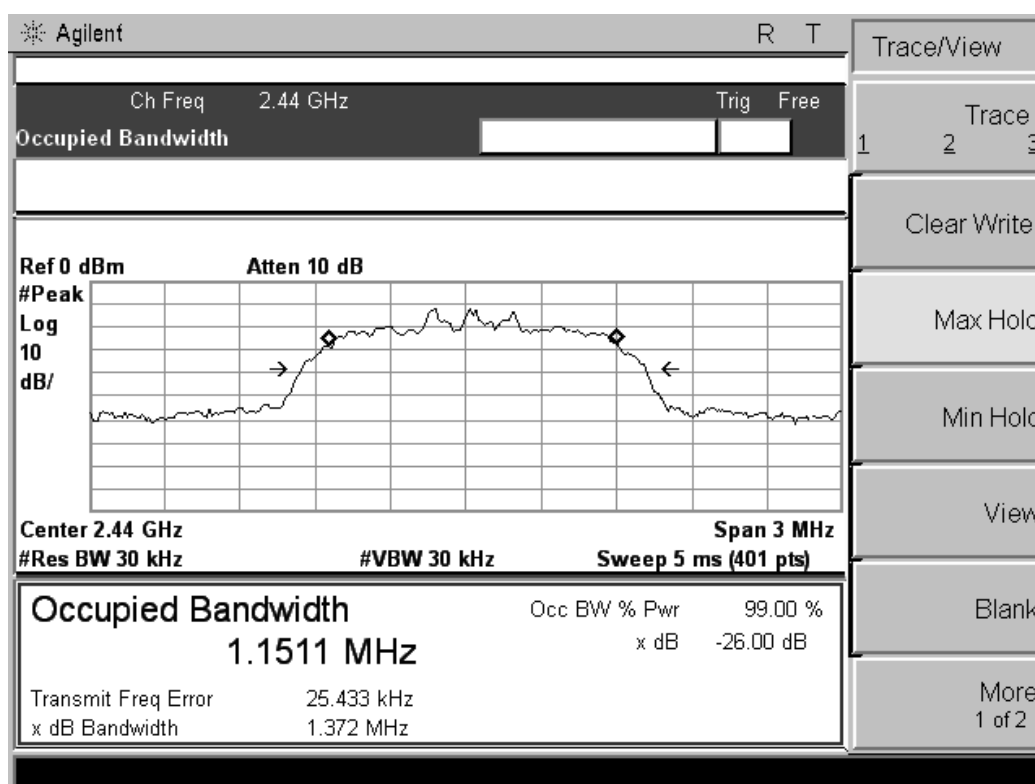 Agilent R T
Trace/View
Ch Freq 2.44 GHz Trig Free
Occupied Bandwidth
Trace
1 2 3
Clear Write
Max Hold
Min Hold
View
Blank
More
1 of 2
Ref 0 dBm Atten 10 dB
#Peak
Log
10
dB/
Center 2.44 GHz Span 3 MHz
#Res BW 30 kHz #VBW 30 kHz Sweep 5 ms (401 pts)
Occupied Bandwidth
1.1511 MHz
Occ BW % Pwr 99.00 %
x dB -26.00 dB
Transmit Freq Error 25.433 kHz
x dB Bandwidth 1.372 MHz